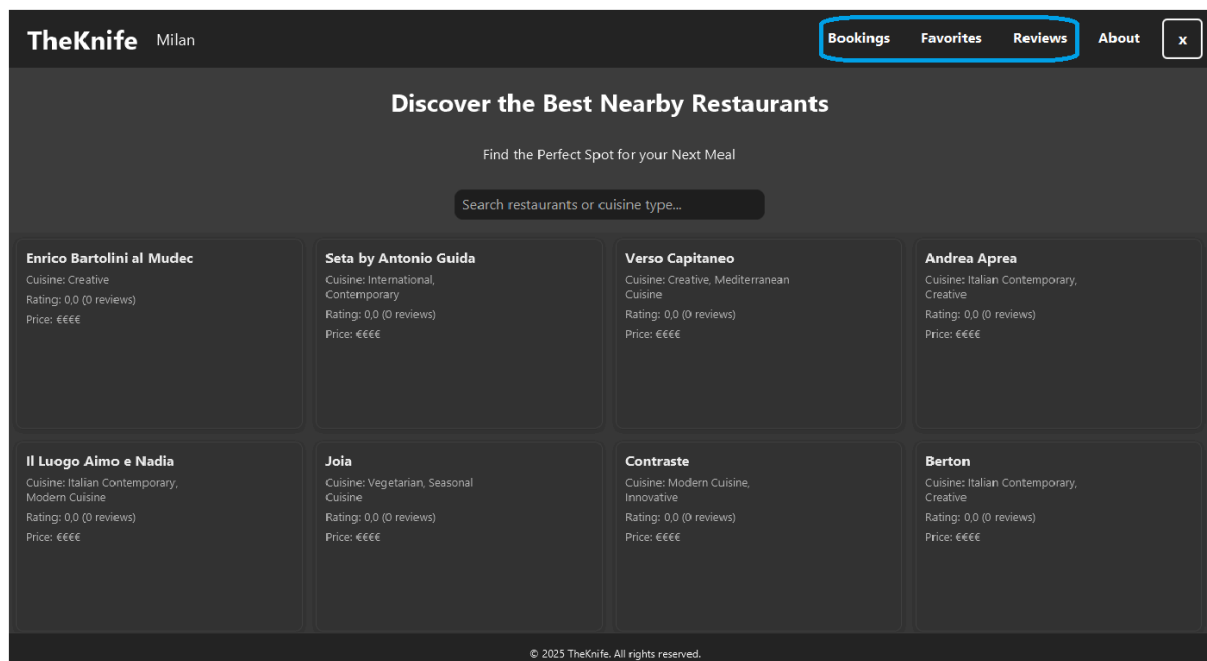 TheKnife Milan Bookings Favorites Reviews About x
Discover the Best Nearby Restaurants
Find the Perfect Spot for your Next Meal
Search restaurants or cuisine type...
Enrico Bartolini al Mudec
Cuisine: Creative
Rating: 0,0 (0 reviews)
Price: €€€€
Seta by Antonio Guida
Cuisine: International,
Contemporary
Rating: 0,0 (0 reviews)
Price: €€€€
Verso Capitaneo
Cuisine: Creative, Mediterranean
Cuisine
Rating: 0,0 (0 reviews)
Price: €€€€
Andrea Aprea
Cuisine: Italian Contemporary,
Creative
Rating: 0,0 (0 reviews)
Price: €€€€
Il Luogo Aimo e Nadia
Cuisine: Italian Contemporary,
Modern Cuisine
Rating: 0,0 (0 reviews)
Price: €€€€
Joia
Cuisine: Vegetarian, Seasonal
Cuisine
Rating: 0,0 (0 reviews)
Price: €€€€
Contraste
Cuisine: Modern Cuisine,
Innovative
Rating: 0,0 (0 reviews)
Price: €€€€
Berton
Cuisine: Italian Contemporary,
Creative
Rating: 0,0 (0 reviews)
Price: €€€€
© 2025 TheKnife. All rights reserved.